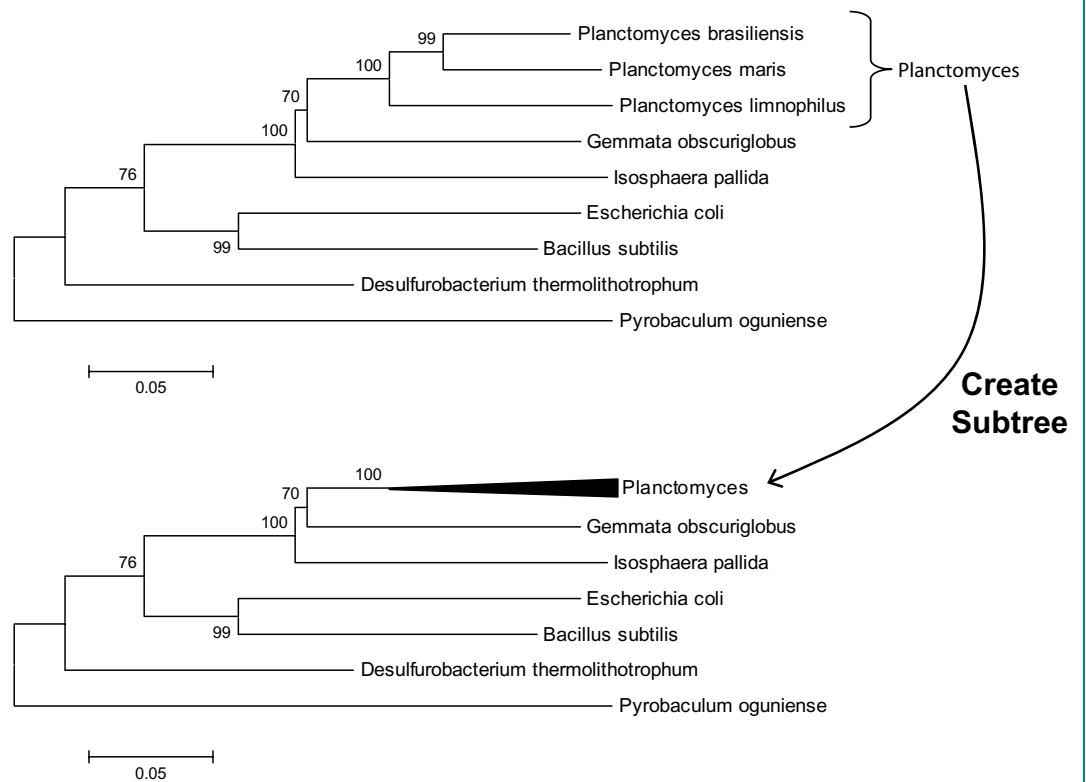 99
Planctomyces brasiliensis
100
Planctomyces maris
Planctomyces
70
Planctomyces limnophilus
100
Gemmata obscuriglobus
76
Isosphaera pallida
Escherichia coli
99
Bacillus subtilis
Desulfurobacterium thermolithotrophum
Pyrobaculum oguniense
0.05
Create
Subtree
100
Planctomyces
70
100
Gemmata obscuriglobus
76
Isosphaera pallida
Escherichia coli
99
Bacillus subtilis
Desulfurobacterium thermolithotrophum
Pyrobaculum oguniense
0.05